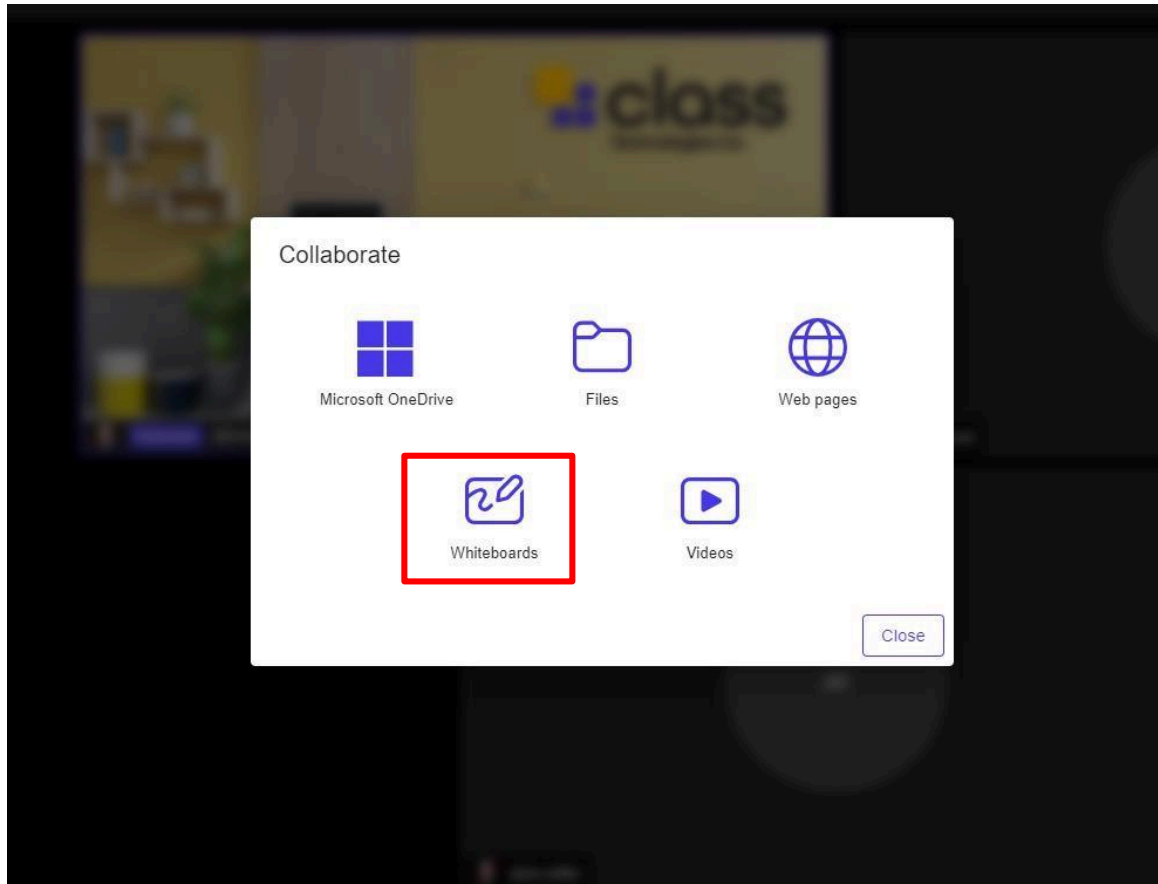 class
Collaborate
Microsoft OneDrive
Files
Web pages
Whiteboards
Videos
Close